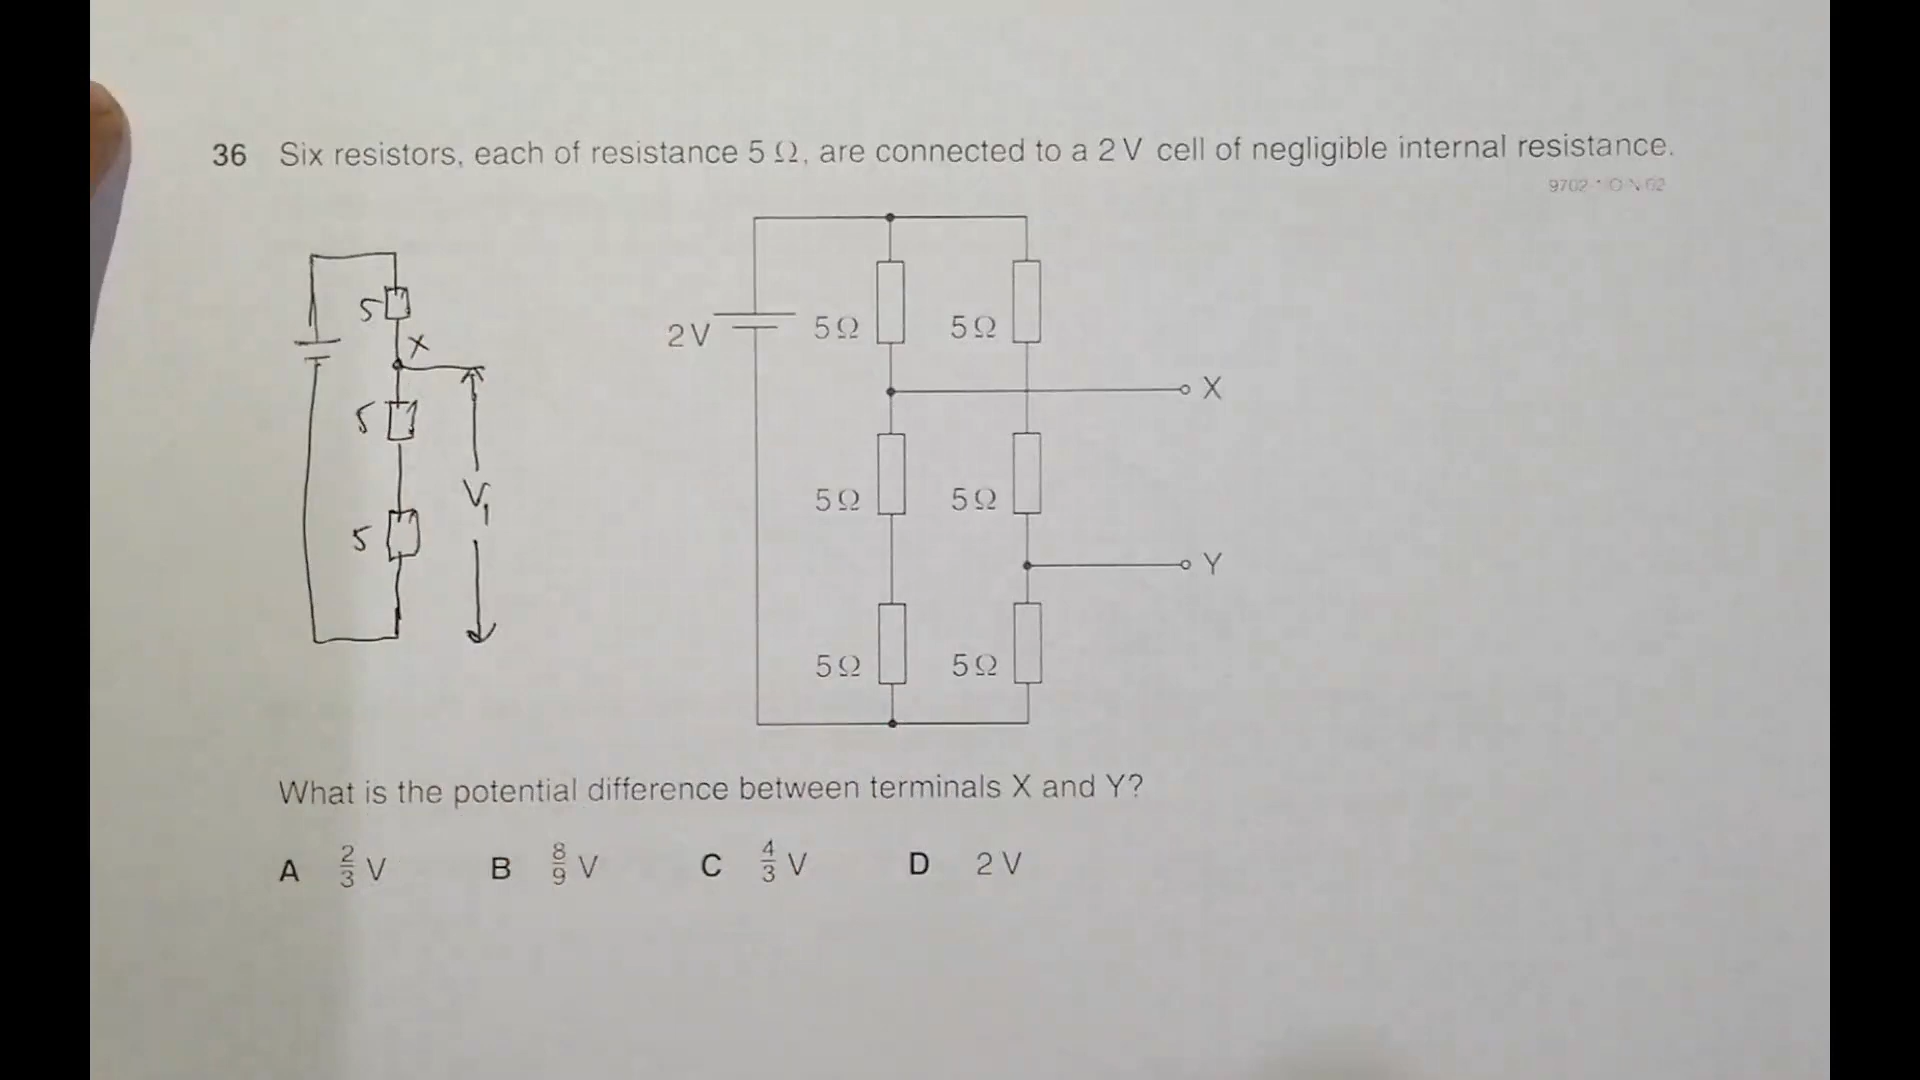 36 Six resistors, each of resistance 5 Ω, are connected to a 2 V cell of negligible internal resistance.
5
X
5
V₁
5
2 V
5 Ω
5 Ω
X
5 Ω
5 Ω
Y
5 Ω
5 Ω
What is the potential difference between terminals X and Y?
A 2/3 V B 8/9 V C 4/3 V D 2 V